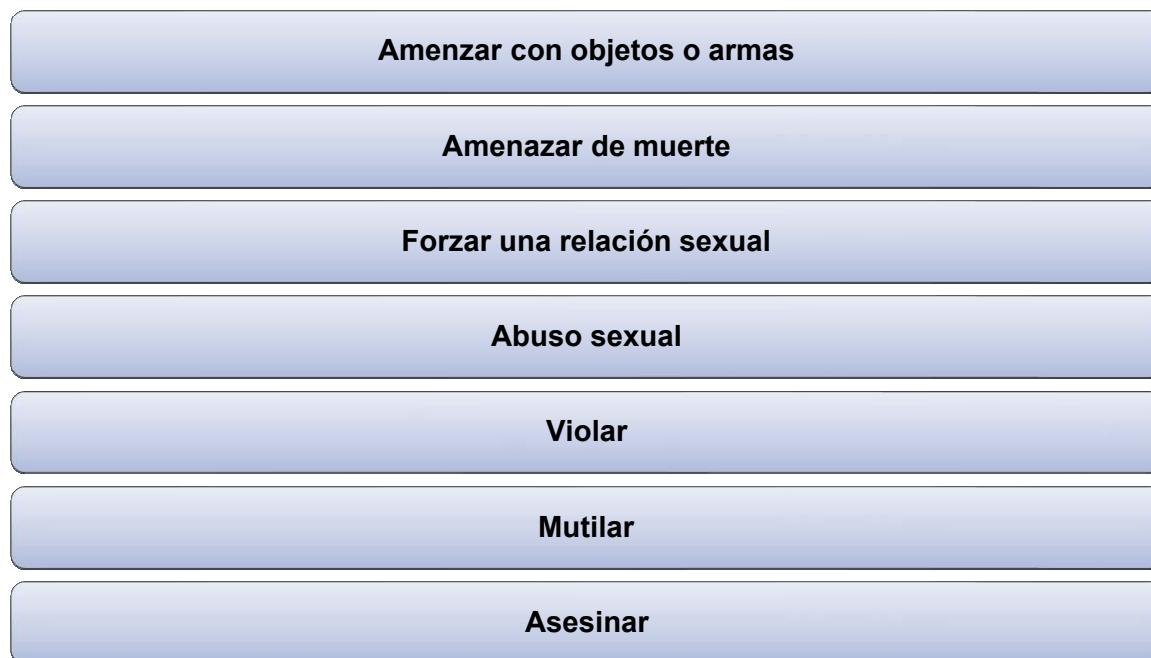 Amenzar con objetos o armas
Amenazar de muerte
Forzar una relación sexual
Abuso sexual
Violar
Mutilar
Asesinar